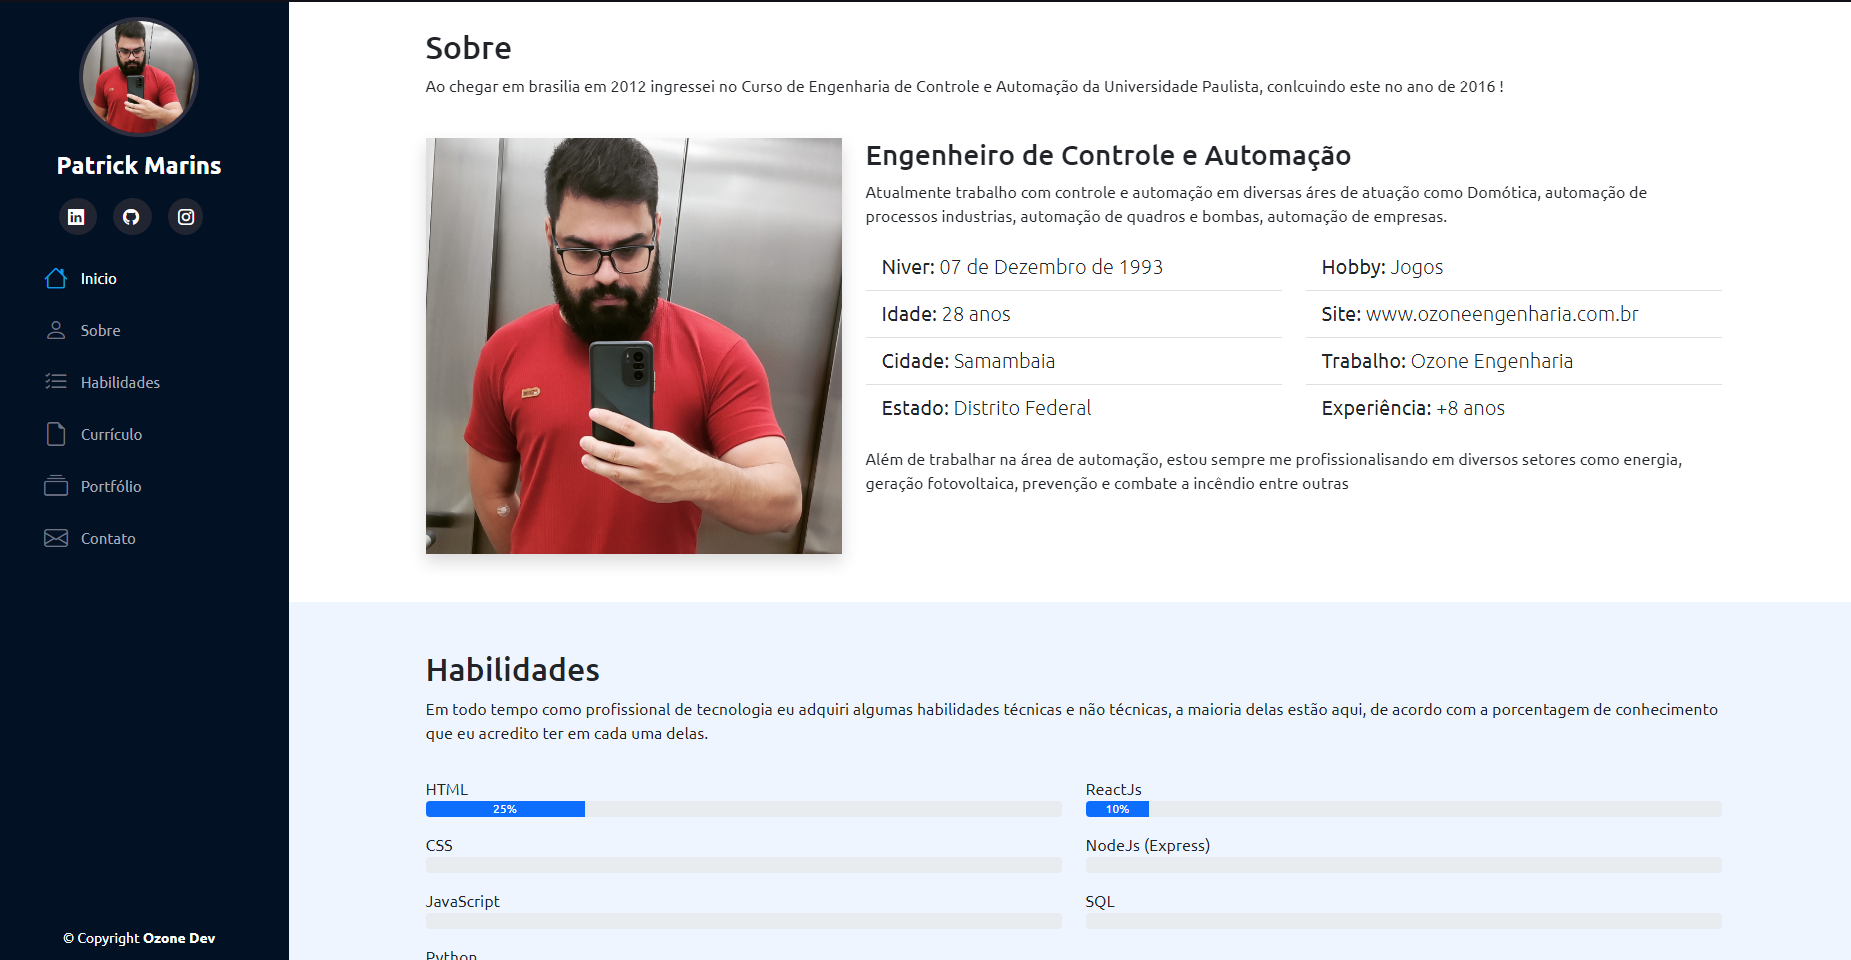 Patrick Marins
Inicio
Sobre
Habilidades
Currículo
Portfólio
Contato
© Copyright Ozone Dev
Sobre
Ao chegar em brasilia em 2012 ingressei no Curso de Engenharia de Controle e Automação da Universidade Paulista, conlcuindo este no ano de 2016 !
Engenheiro de Controle e Automação
Atualmente trabalho com controle e automação em diversas áres de atuação como Domótica, automação de
processos industrias, automação de quadros e bombas, automação de empresas.
Niver: 07 de Dezembro de 1993
Idade: 28 anos
Cidade: Samambaia
Estado: Distrito Federal
Hobby: Jogos
Site: www.ozoneengenharia.com.br
Trabalho: Ozone Engenharia
Experiência: +8 anos
Além de trabalhar na área de automação, estou sempre me profissionalisando em diversos setores como energia,
geração fotovoltaica, prevenção e combate a incêndio entre outras
Habilidades
Em todo tempo como profissional de tecnologia eu adquiri algumas habilidades técnicas e não técnicas, a maioria delas estão aqui, de acordo com a porcentagem de conhecimento
que eu acredito ter em cada uma delas.
HTML
25%
CSS
JavaScript
Python
ReactJs
10%
NodeJs (Express)
SQL